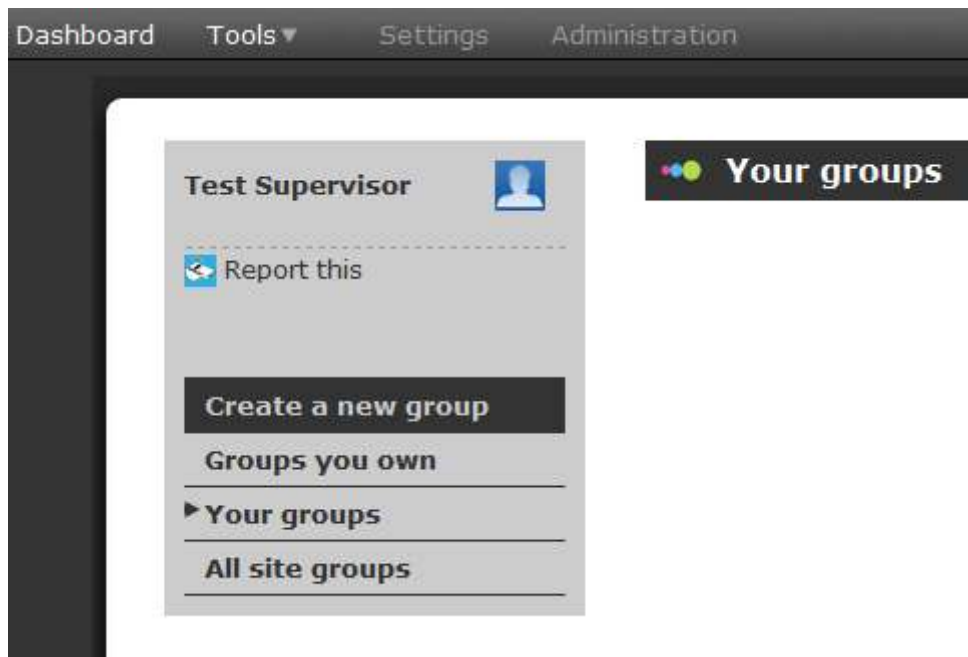 Dashboard Tools▼ Settings Administration
Test Supervisor
Your groups
Report this
Create a new group
Groups you own
Your groups
All site groups